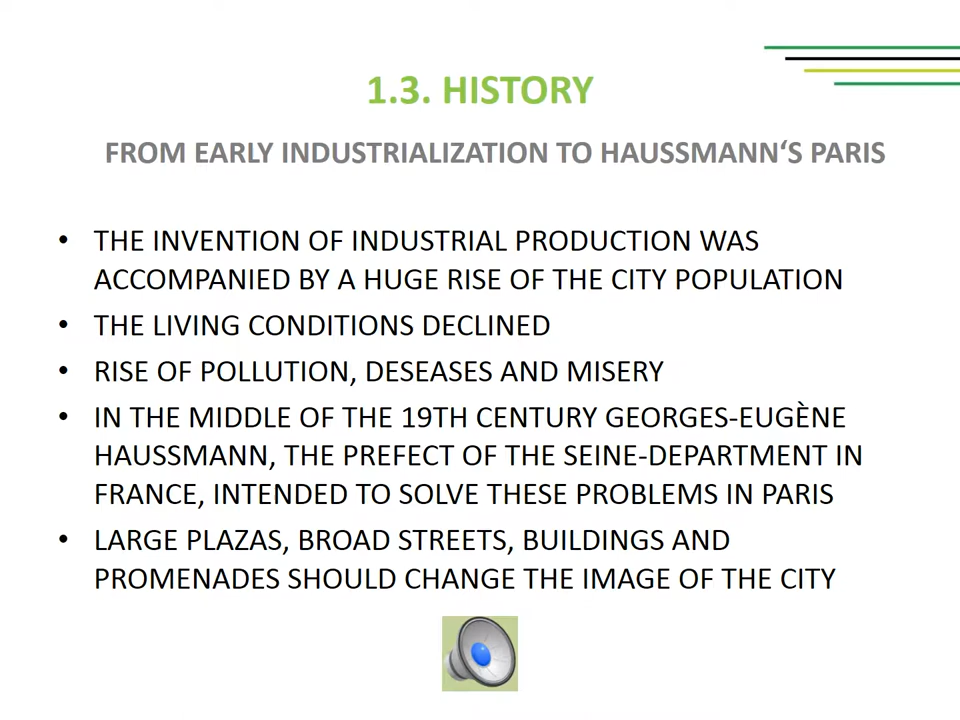 1.3. HISTORY
FROM EARLY INDUSTRIALIZATION TO HAUSSMANN‘S PARIS
• THE INVENTION OF INDUSTRIAL PRODUCTION WAS
ACCOMPANIED BY A HUGE RISE OF THE CITY POPULATION
• THE LIVING CONDITIONS DECLINED
• RISE OF POLLUTION, DESEASES AND MISERY
• IN THE MIDDLE OF THE 19TH CENTURY GEORGES-EUGÈNE
HAUSSMANN, THE PREFECT OF THE SEINE-DEPARTMENT IN
FRANCE, INTENDED TO SOLVE THESE PROBLEMS IN PARIS
• LARGE PLAZAS, BROAD STREETS, BUILDINGS AND
PROMENADES SHOULD CHANGE THE IMAGE OF THE CITY